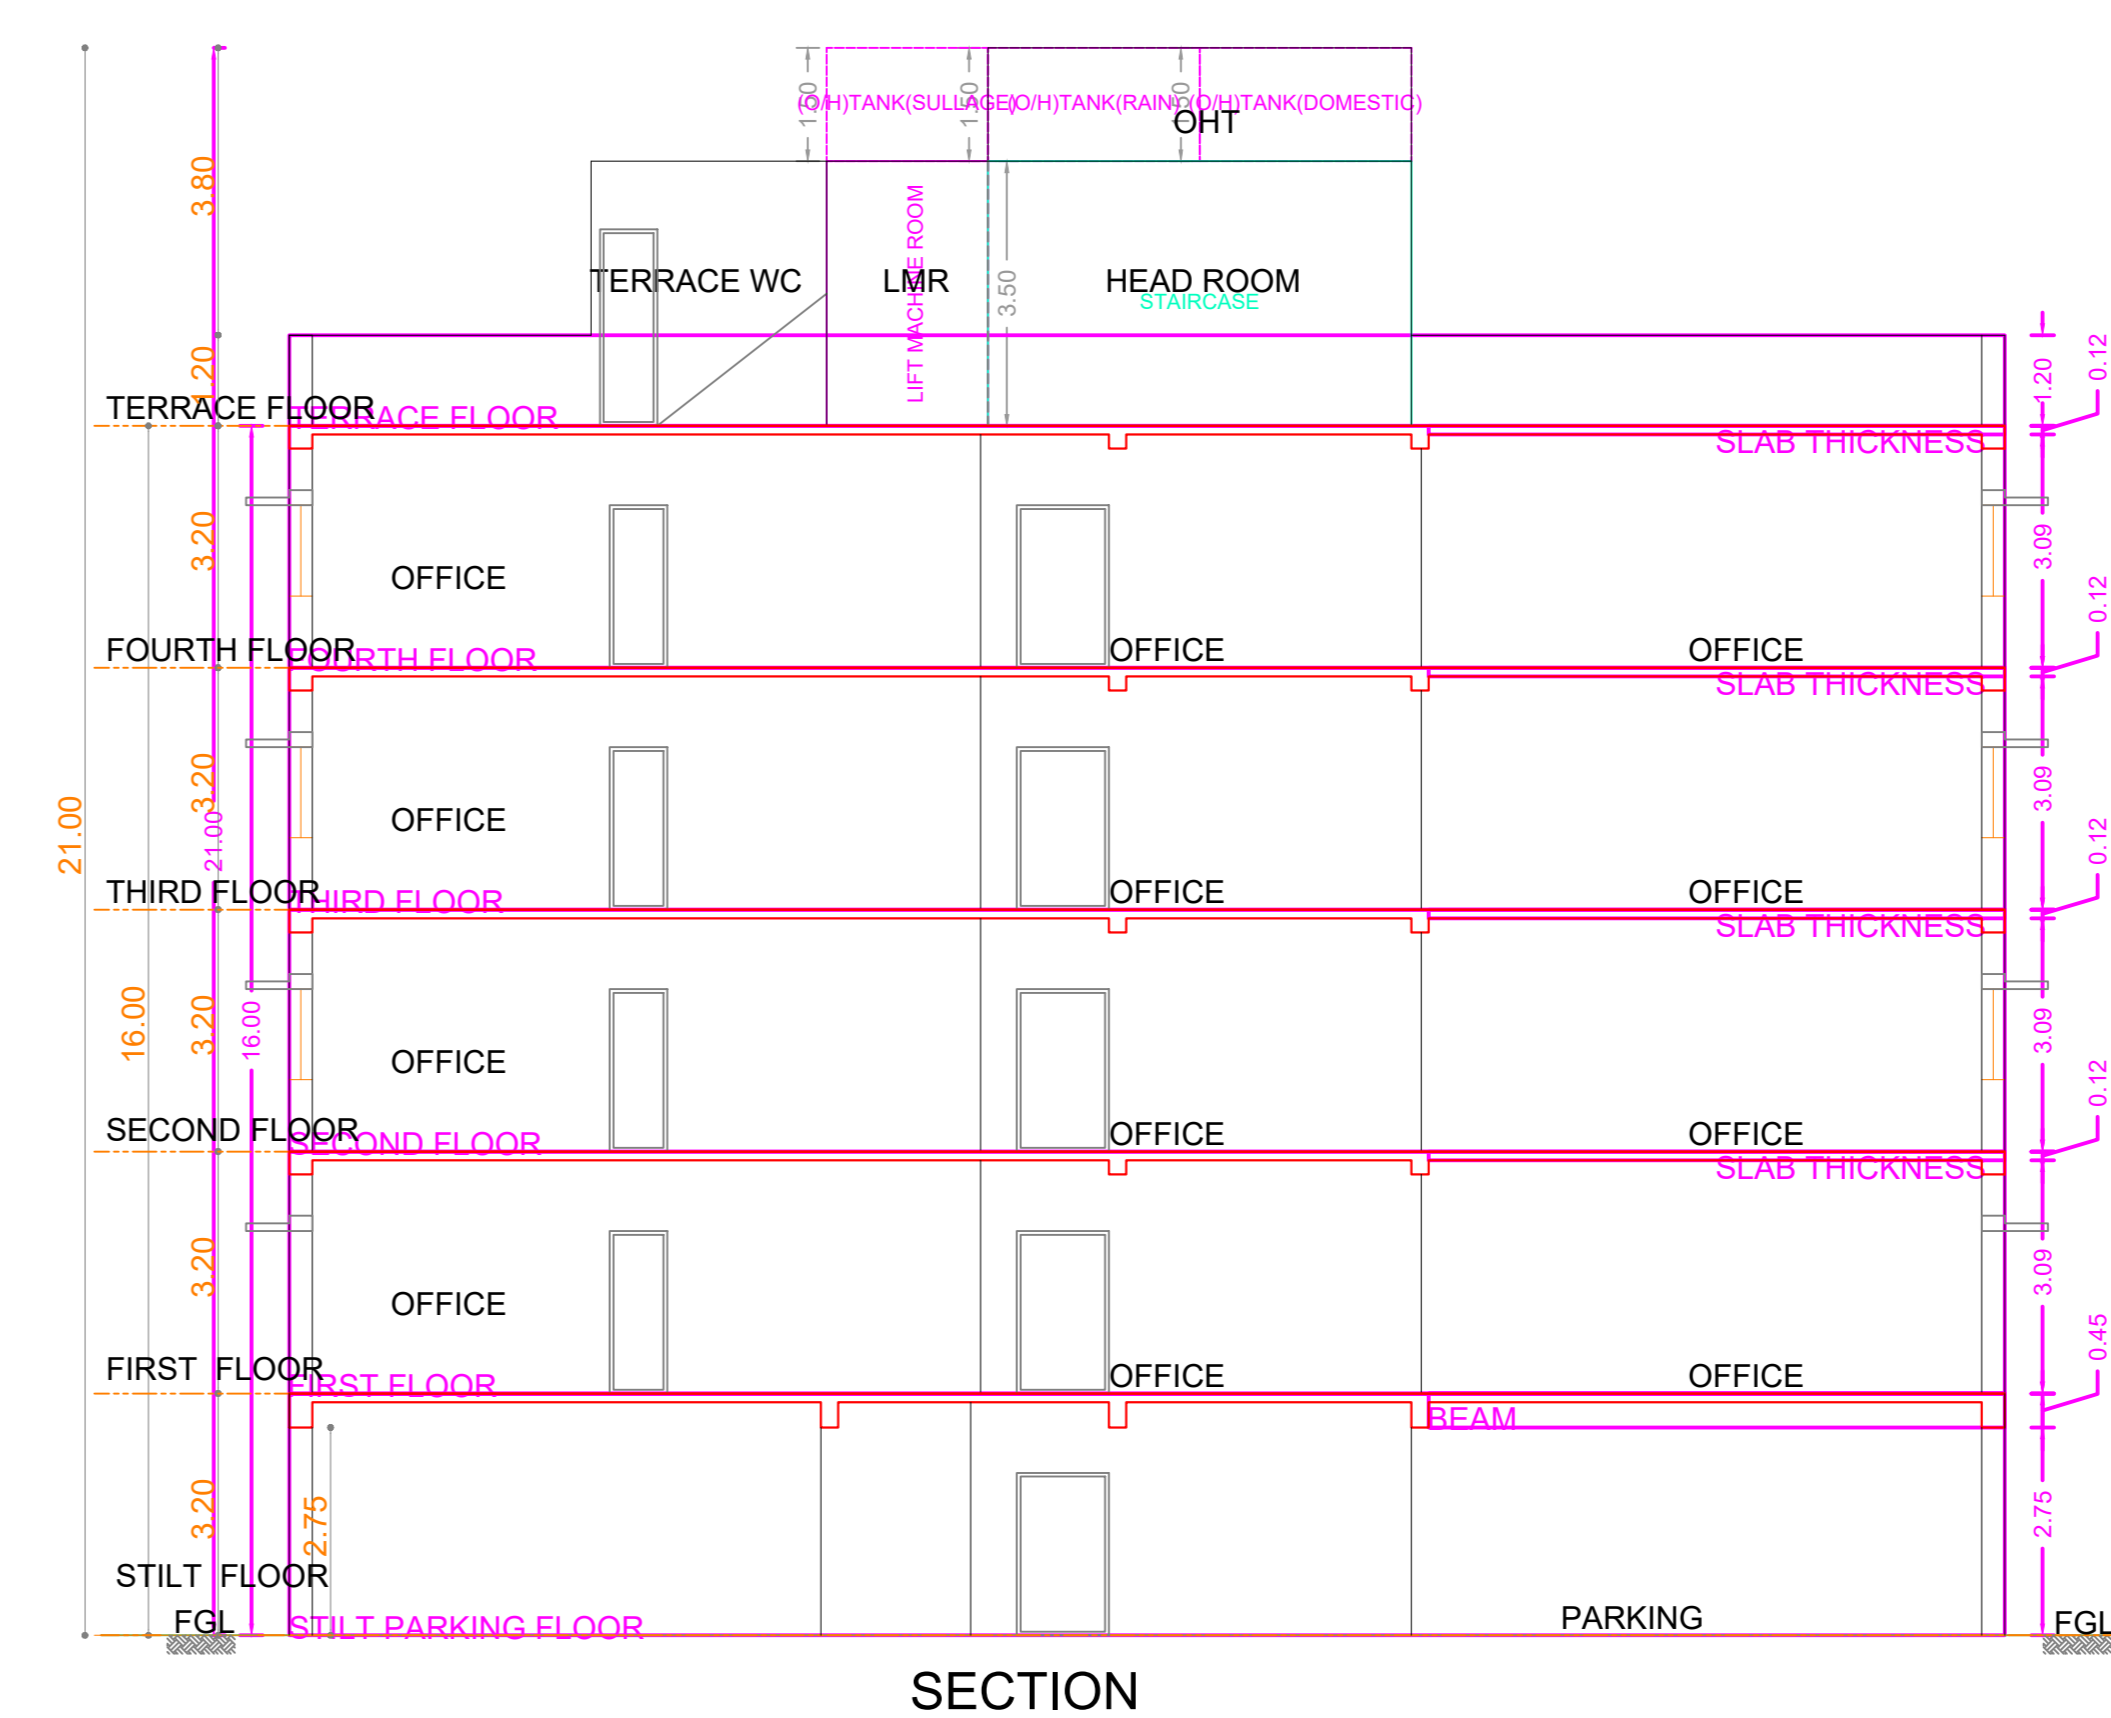 1.50
1.50
1.50
(O/H)TANK(SULLAGE)
(O/H)TANK(RAIN)
(O/H)TANK(DOMESTIC)
OHT
3.80
LIFT MACHINE ROOM
TERRACE WC
LMR
HEAD ROOM
STAIRCASE
3.50
1.20
1.20
0.12
TERRACE FLOOR
TERRACE FLOOR
SLAB THICKNESS
3.20
3.09
OFFICE
0.12
FOURTH FLOOR
FOURTH FLOOR
OFFICE
OFFICE
SLAB THICKNESS
3.20
3.09
OFFICE
21.00
21.00
0.12
THIRD FLOOR
THIRD FLOOR
OFFICE
OFFICE
SLAB THICKNESS
16.00
3.20
16.00
3.09
OFFICE
0.12
SECOND FLOOR
SECOND FLOOR
OFFICE
OFFICE
SLAB THICKNESS
3.20
3.09
OFFICE
0.45
FIRST FLOOR
FIRST FLOOR
OFFICE
OFFICE
BEAM
3.20
2.75
2.75
STILT FLOOR
FGL
STILT PARKING FLOOR
PARKING
FGL
SECTION